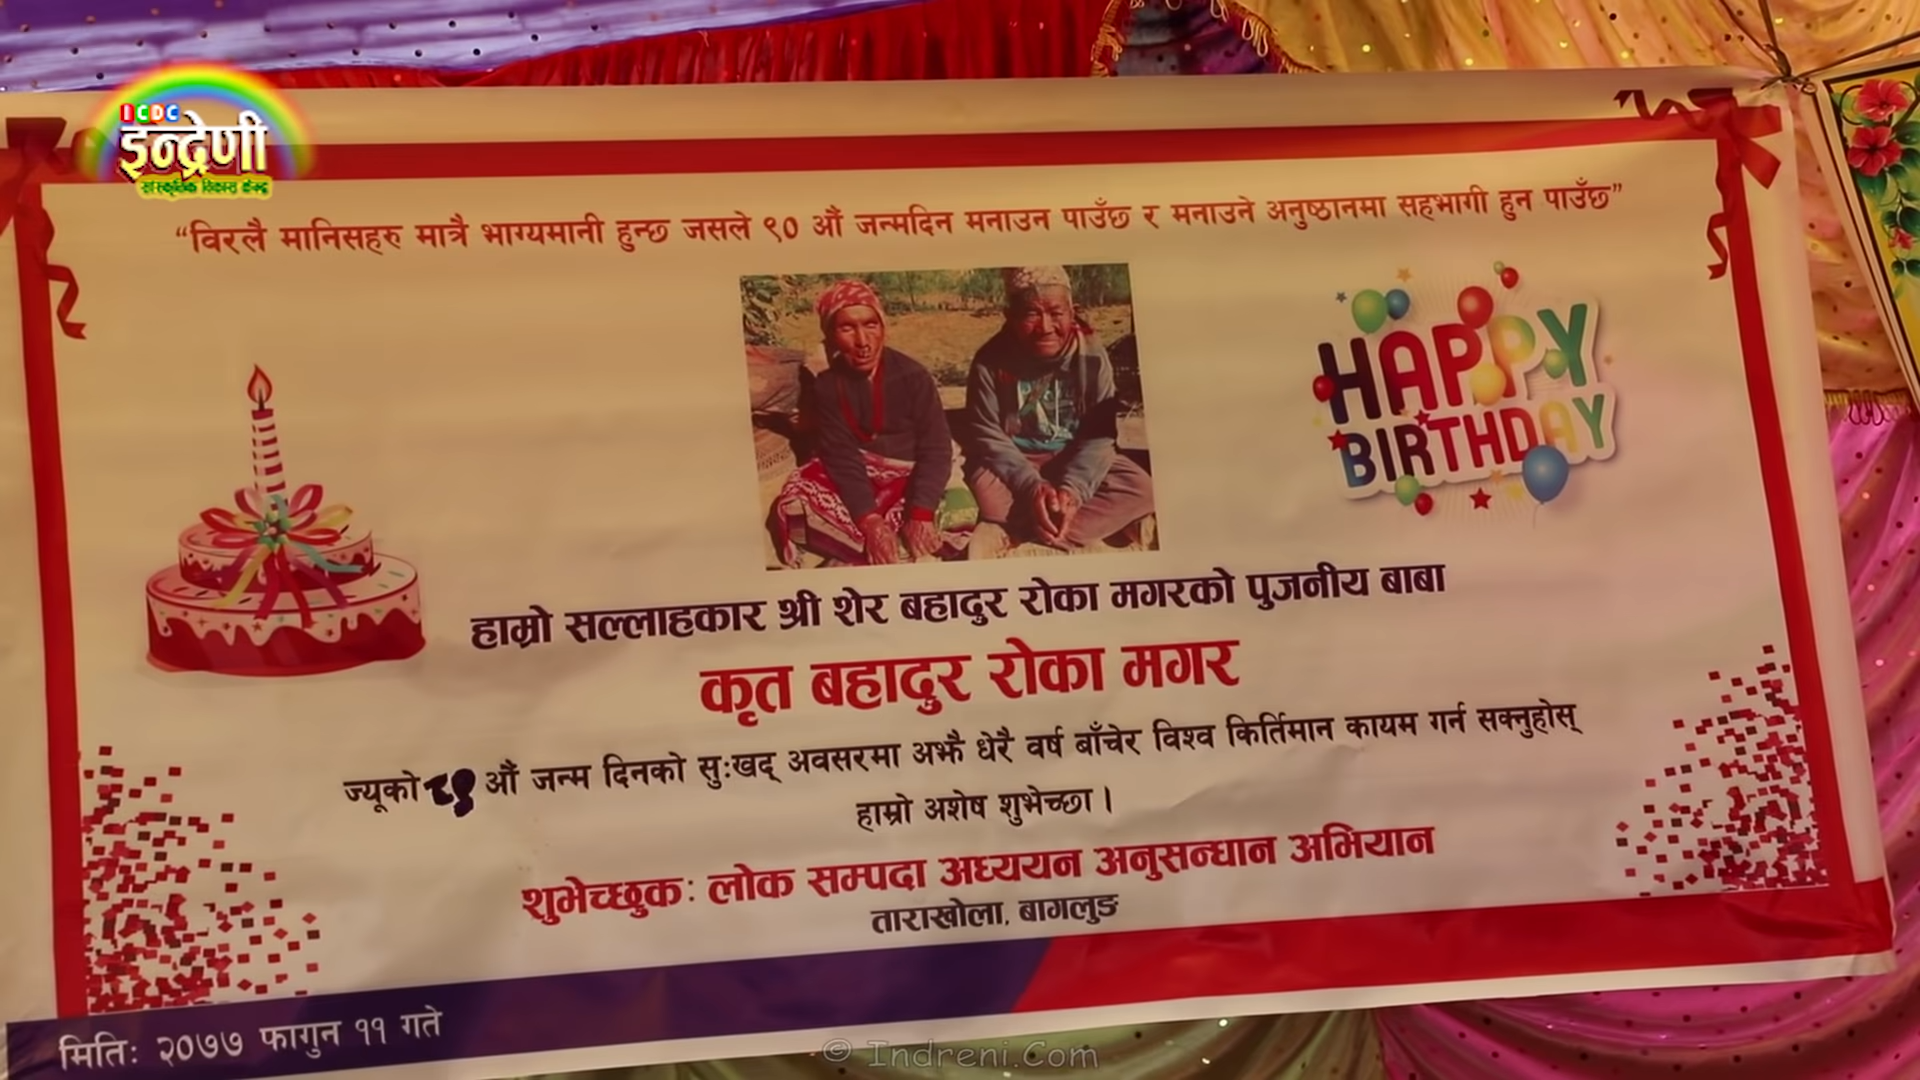 ICDC
इन्द्रेणी
सांस्कृतिक विकास केन्द्र
“विरलै मानिसहरु मात्रै भाग्यमानी हुन्छ जसले ९० औं जन्मदिन मनाउन पाउँछ र मनाउने अनुष्ठानमा सहभागी हुन पाउँछ”
HAPPY
BIRTHDAY
हाम्रो सल्लाहकार श्री शेर बहादुर रोका मगरको पुजनीय बाबा
कृत बहादुर रोका मगर
ज्यूको औं जन्म दिनको सुःखद् अवसरमा अझै धेरै वर्ष बाँचेर विश्व किर्तिमान कायम गर्न सक्नुहोस्
हाम्रो अशेष शुभेच्छा ।
शुभेच्छुकः लोक सम्पदा अध्ययन अनुसन्धान अभियान
ताराखोला, बागलुङ
मितिः २०७७ फागुन ११ गते
© Indreni.Com